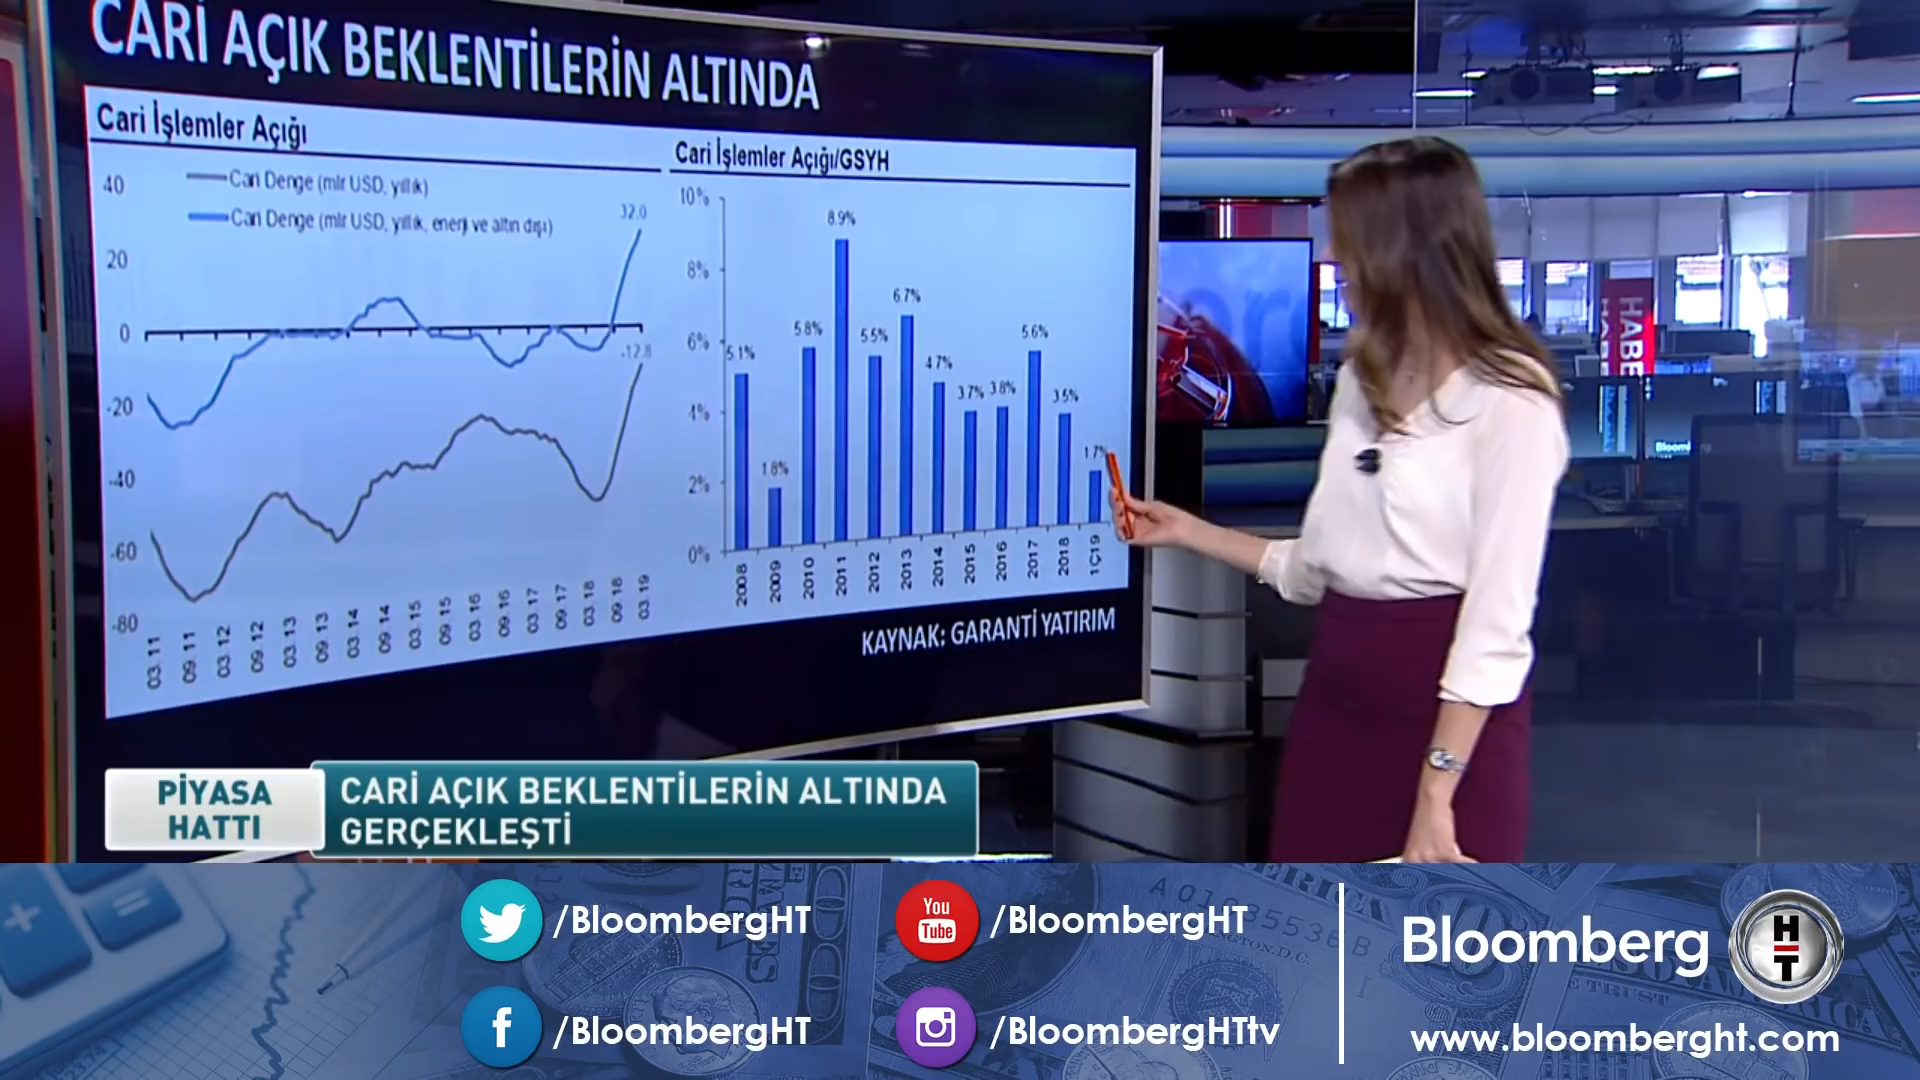 CARİ AÇIK BEKLENTİLERİN ALTINDA
Cari İşlemler Açığı
Cari Denge (mlr USD, yıllık)
Cari Denge (mlr USD, yıllık, enerji ve altın dışı)
40
20
0
-20
-40
-60
-80
32.0
-12.8
03.11
09.11
03.12
09.12
03.13
09.13
03.14
09.14
03.15
09.15
03.16
09.16
03.17
09.17
03.18
09.18
03.19
Cari İşlemler Açığı/GSYH
10%
8%
6%
4%
2%
0%
5.1%
1.8%
5.8%
8.9%
5.5%
6.7%
4.7%
3.7%
3.8%
5.6%
3.5%
1.7%
2008
2009
2010
2011
2012
2013
2014
2015
2016
2017
2018
1Ç19
KAYNAK: GARANTİ YATIRIM
HABE
PİYASA
HATTI
CARİ AÇIK BEKLENTİLERİN ALTINDA
GERÇEKLEŞTİ
/BloombergHT
You
Tube
/BloombergHT
/BloombergHT
/BloombergHTtv
Bloomberg
HT
www.bloomberght.com